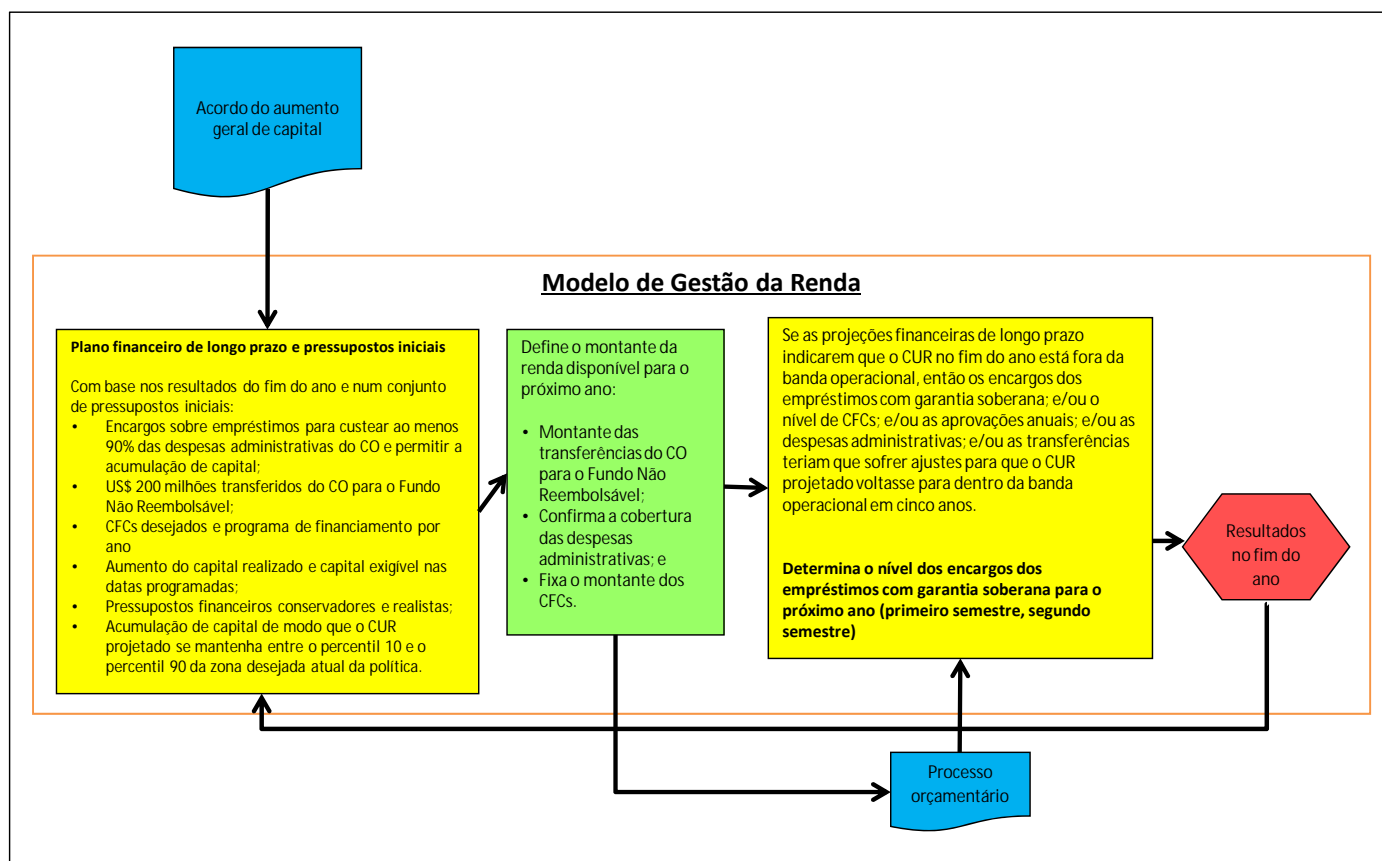 Acordo do aumento
geral de capital
Modelo de Gestão da Renda
Plano financeiro de longo prazo e pressupostos iniciais
Com base nos resultados do fim do ano e num conjunto
de pressupostos iniciais:
• Encargos sobre empréstimos para custear ao menos
90% das despesas administrativas do CO e permitir a
acumulação de capital;
• US$ 200 milhões transferidos do CO para o Fundo
Não Reembolsável;
• CFCs desejados e programa de financiamento por
ano
• Aumento do capital realizado e capital exigível nas
datas programadas;
• Pressupostos financeiros conservadores e realistas;
• Acumulação de capital de modo que o CUR
projetado se mantenha entre o percentil 10 e o
percentil 90 da zona desejada atual da política.
Define o montante da
renda disponível para o
próximo ano:
• Montante das
transferências do CO
para o Fundo Não
Reembolsável;
• Confirma a cobertura
das despesas
administrativas; e
• Fixa o montante dos
CFCs.
Se as projeções financeiras de longo prazo
indicarem que o CUR no fim do ano está fora da
banda operacional, então os encargos dos
empréstimos com garantia soberana; e/ou o
nível de CFCs; e/ou as aprovações anuais; e/ou as
despesas administrativas; e/ou as transferências
teriam que sofrer ajustes para que o CUR
projetado voltasse para dentro da banda
operacional em cinco anos.
Determina o nível dos encargos dos
empréstimos com garantia soberana para o
próximo ano (primeiro semestre, segundo
semestre)
Resultados
no fim do
ano
Processo
orçamentário